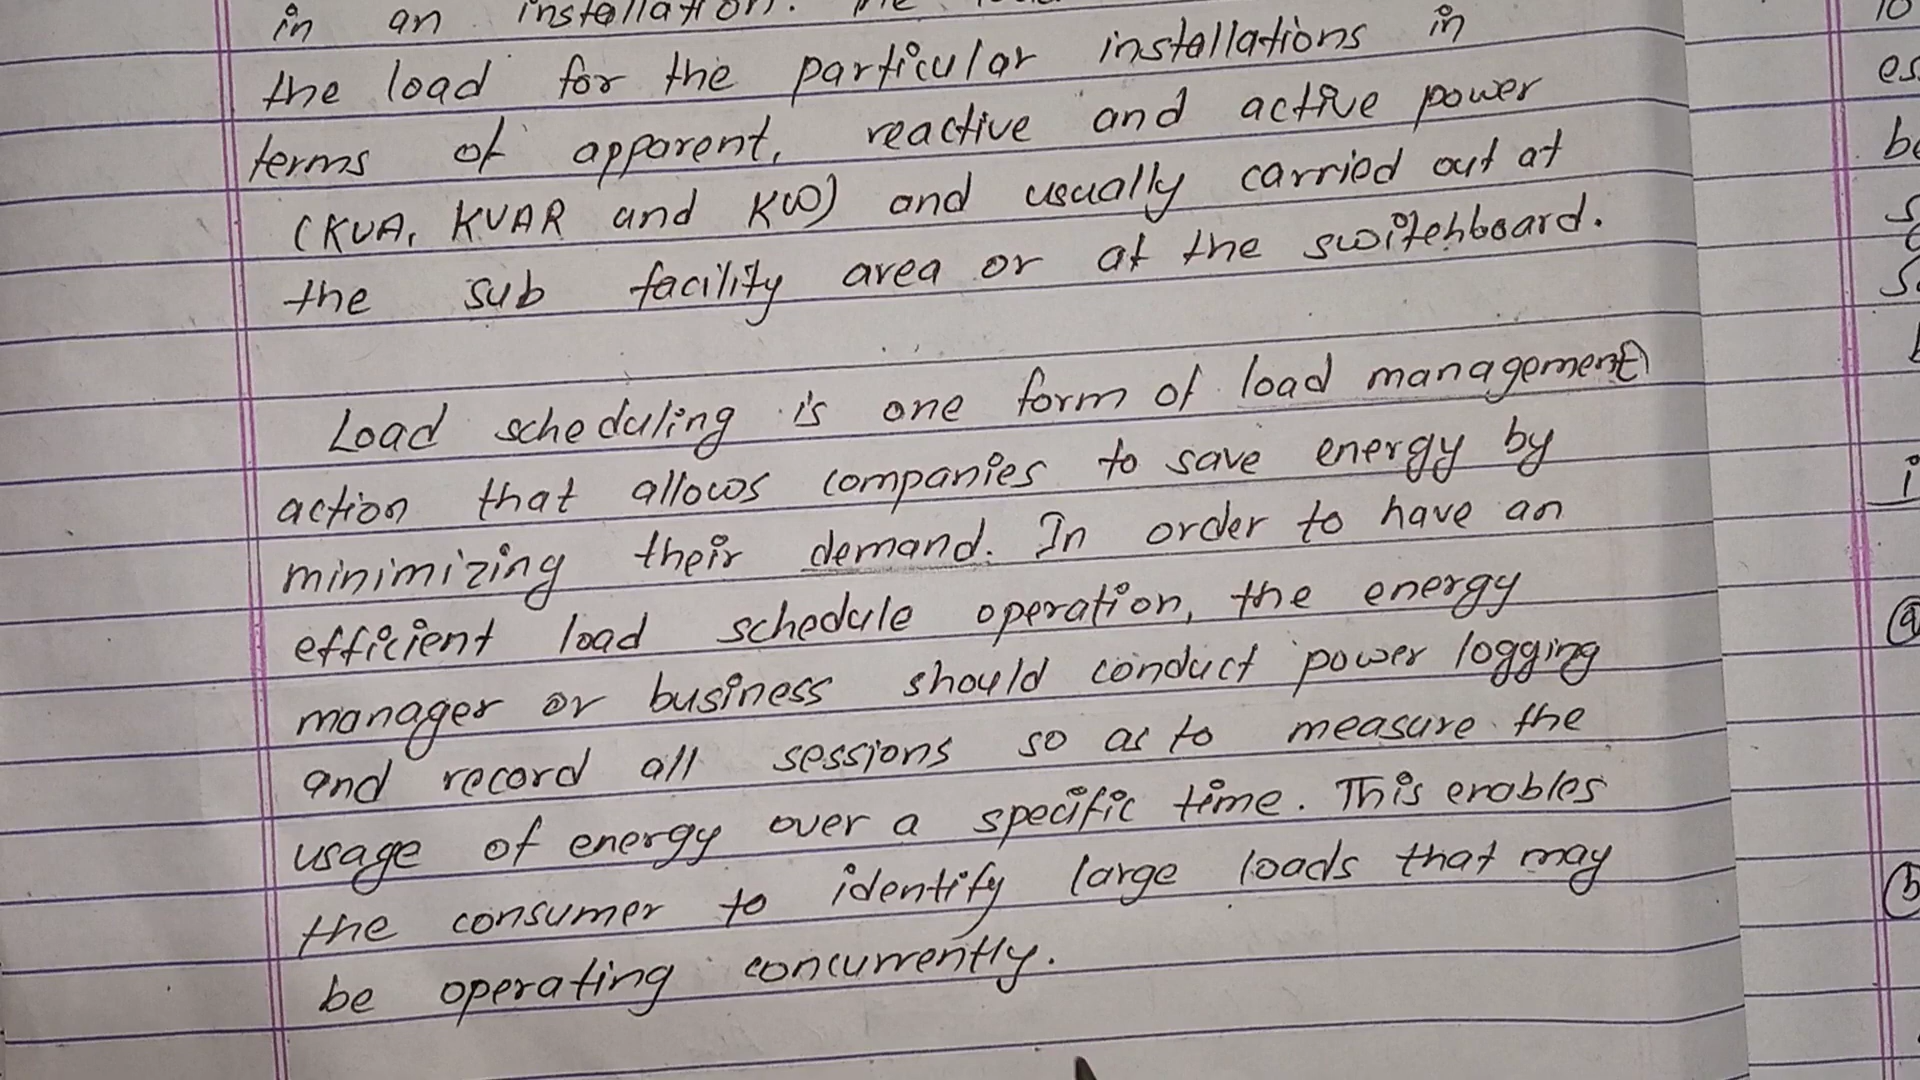 in an installation.
the load for the particular installations in
terms of apparent, reactive and active power
(KVA, KVAR and KW) and usually carried out at
the sub facility area or at the switchboard.
Load scheduling is one form of load management
action that allows companies to save energy by
minimizing their demand. In order to have an
efficient load schedule operation, the energy
manager or business should conduct power logging
and record all sessions so as to measure the
usage of energy over a specific time. This enables
the consumer to identify large loads that may
be operating concurrently.